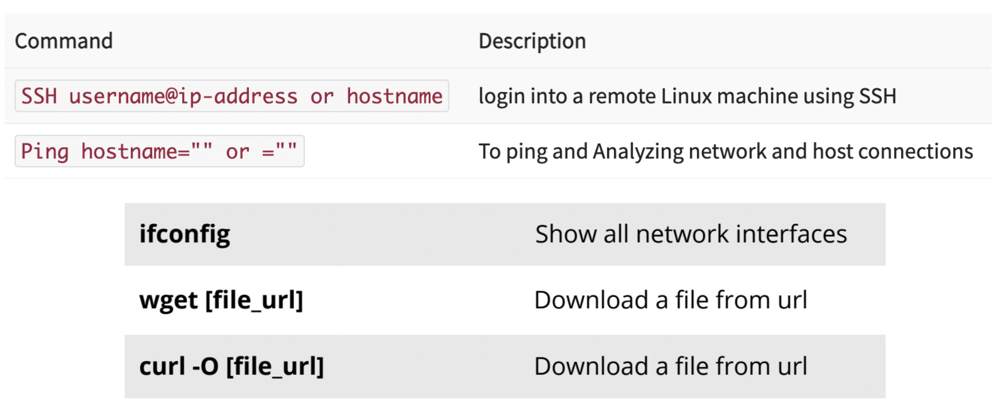 Command Description
SSH username@ip-address or hostname login into a remote Linux machine using SSH
Ping hostname="" or ="" To ping and Analyzing network and host connections
ifconfig Show all network interfaces
wget [file_url] Download a file from url
curl -O [file_url] Download a file from url